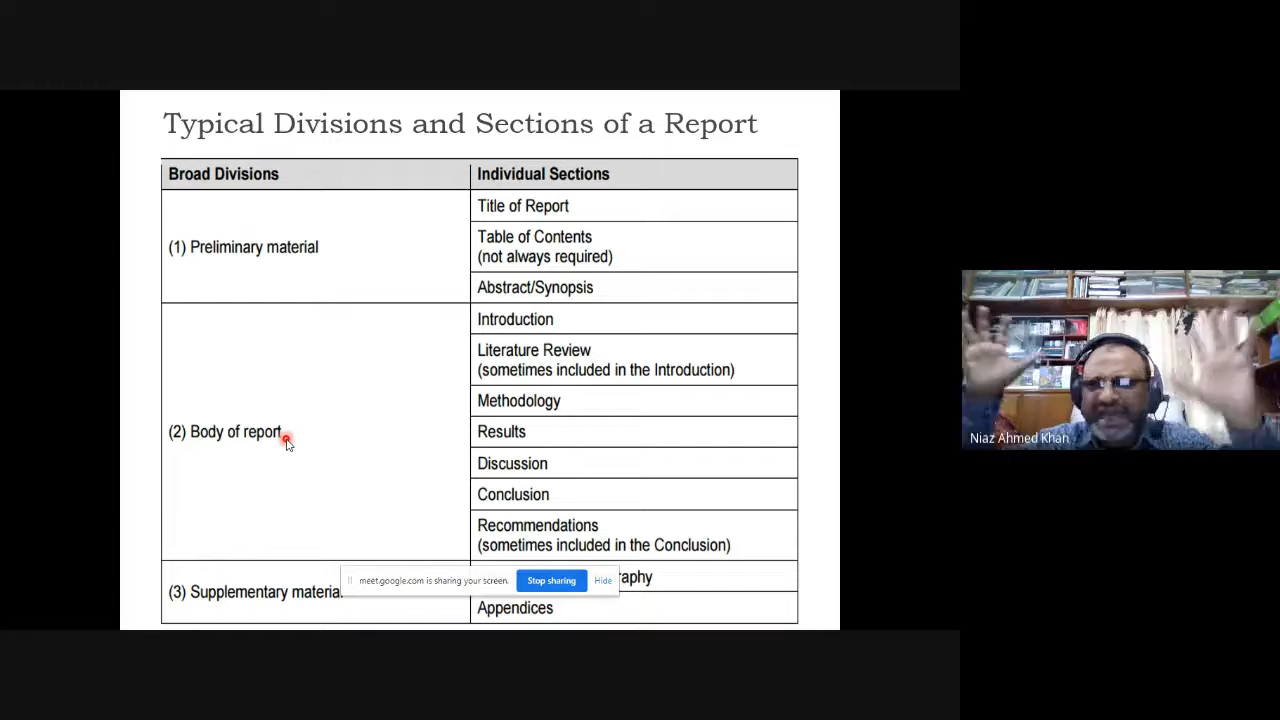 Typical Divisions and Sections of a Report
Broad Divisions
Individual Sections
(1) Preliminary material
Title of Report
Table of Contents
(not always required)
Abstract/Synopsis
(2) Body of report
Introduction
Literature Review
(sometimes included in the Introduction)
Methodology
Results
Discussion
Conclusion
Recommendations
(sometimes included in the Conclusion)
(3) Supplementary material
Appendices
meet.google.com is sharing your screen.
Stop sharing
Hide
Niaz Ahmed Khan